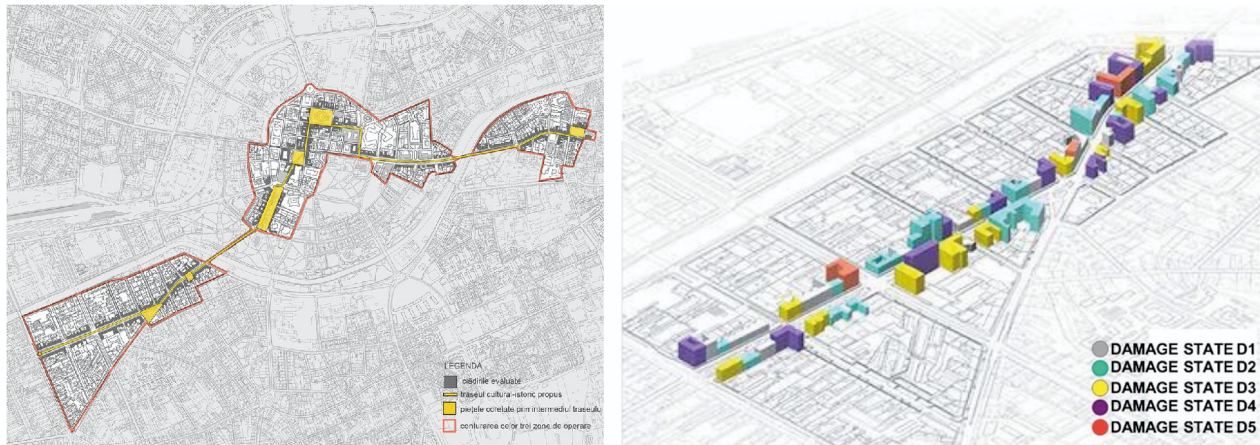 LEGENDA
clădirile evaluate
traseul cultural-istoric propus
piețele corelate prin intermediul traseului
conturarea celor trei zone de operare
DAMAGE STATE D1
DAMAGE STATE D2
DAMAGE STATE D3
DAMAGE STATE D4
DAMAGE STATE D5